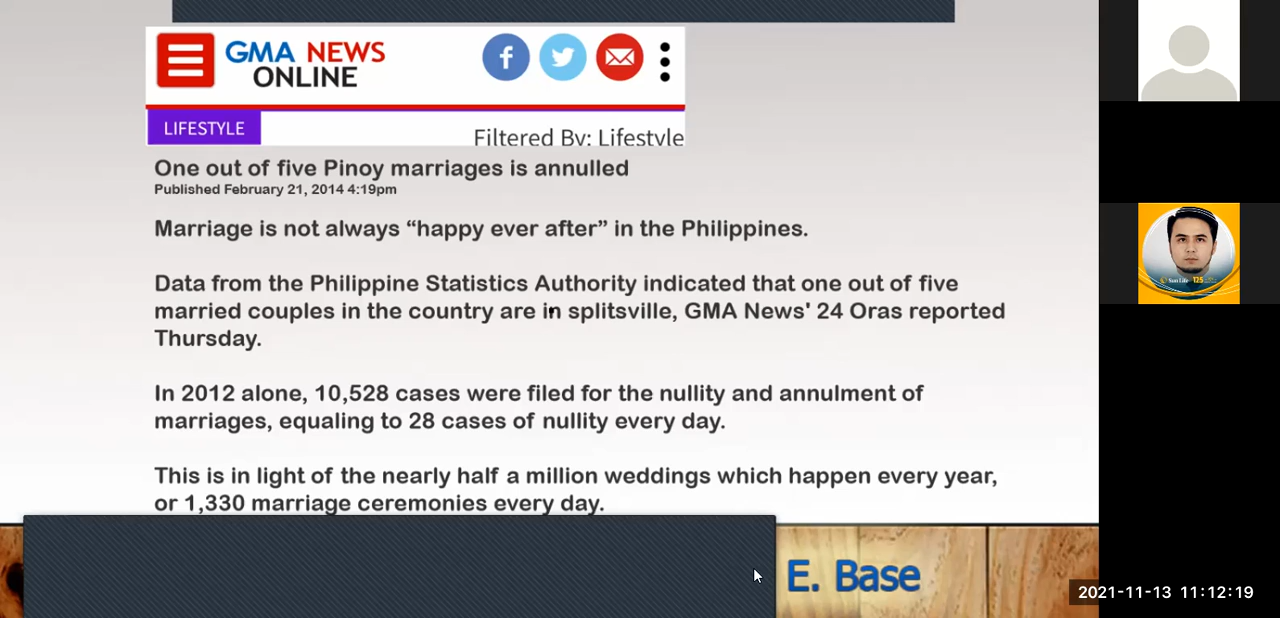 GMA NEWS
ONLINE
LIFESTYLE
Filtered By: Lifestyle
One out of five Pinoy marriages is annulled
Published February 21, 2014 4:19pm
Marriage is not always “happy ever after” in the Philippines.
Data from the Philippine Statistics Authority indicated that one out of five
married couples in the country are in splitsville, GMA News' 24 Oras reported
Thursday.
In 2012 alone, 10,528 cases were filed for the nullity and annulment of
marriages, equaling to 28 cases of nullity every day.
This is in light of the nearly half a million weddings which happen every year,
or 1,330 marriage ceremonies every day.
E. Base
Sun Life 125
2021-11-13 11:12:19